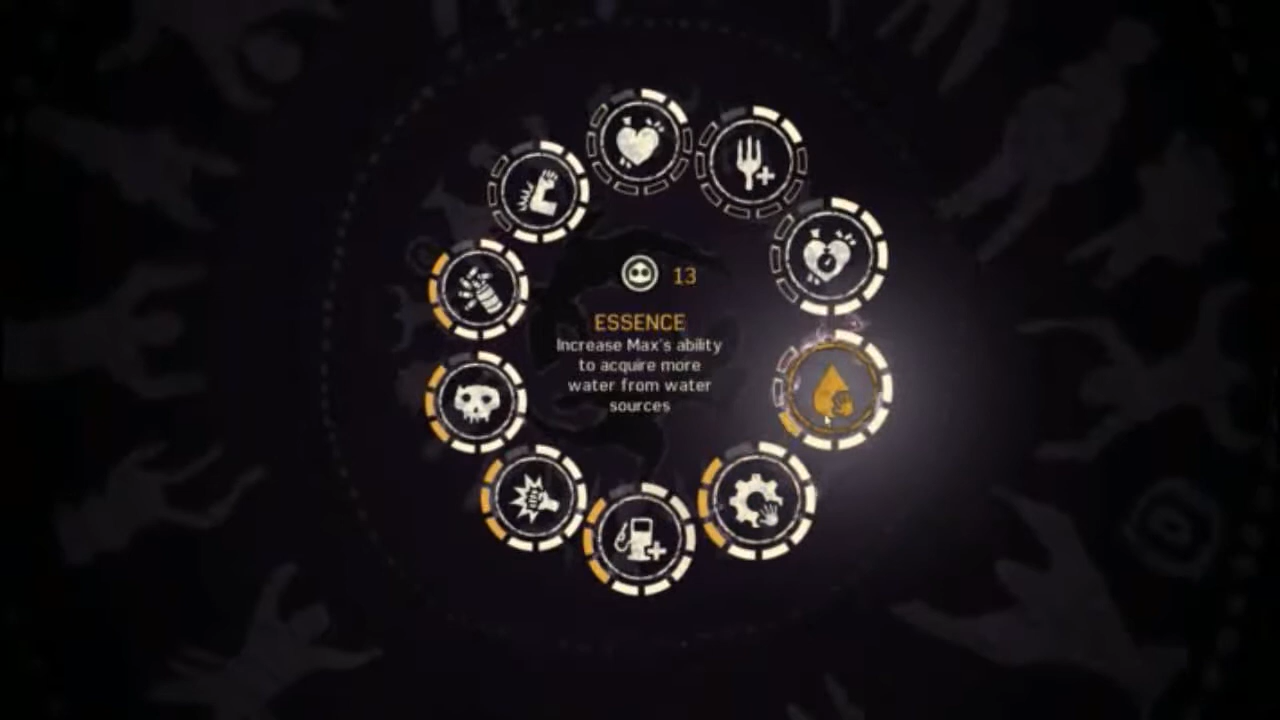 13
ESSENCE
Increase Max's ability
to acquire more
water from water
sources